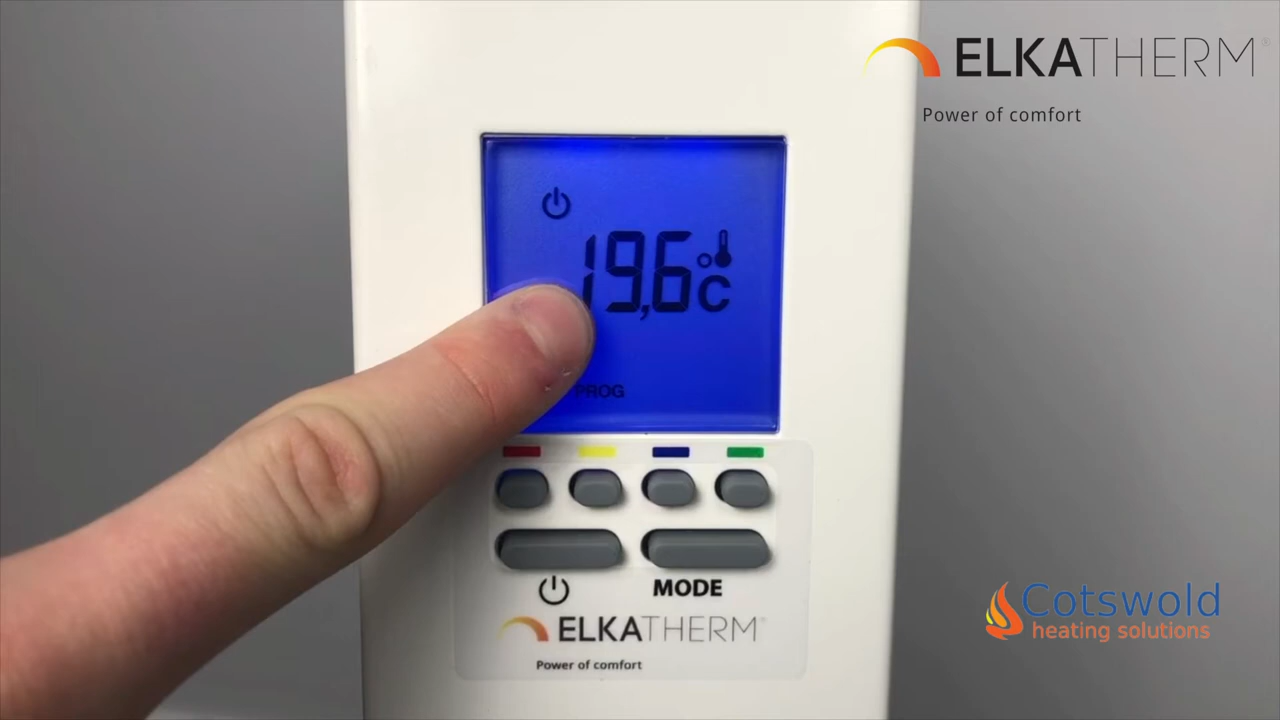 ELKATHERM®
Power of comfort
19,6°C
PROG
MODE
ELKATHERM®
Power of comfort
Cotswold
heating solutions